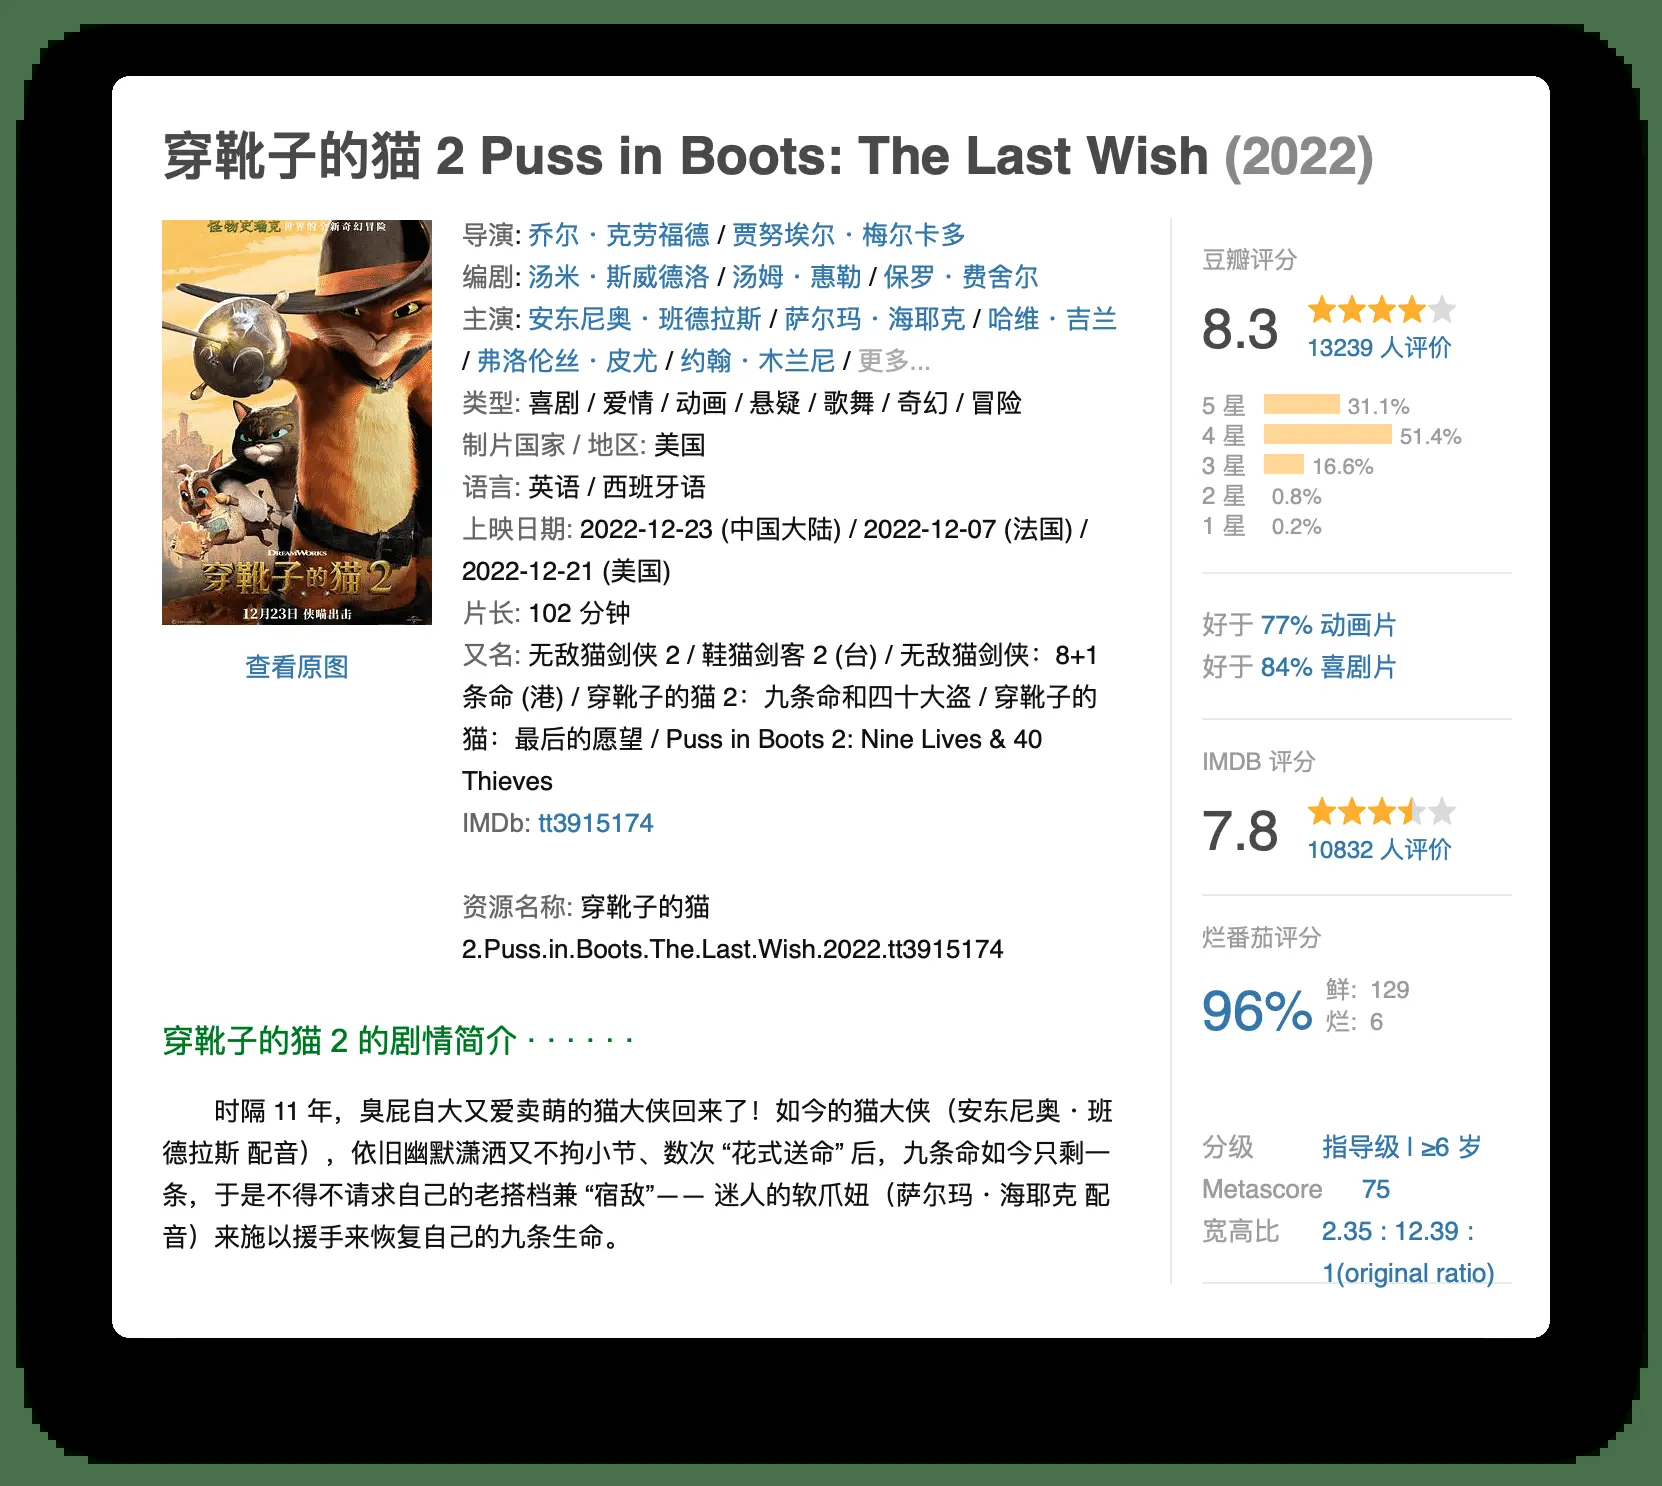 穿靴子的猫 2 Puss in Boots: The Last Wish (2022)
怪物史瑞克 世界的全新奇幻冒险
DREAMWORKS
穿靴子的猫2
12月23日 侠喵出击
查看原图
导演: 乔尔 · 克劳福德 / 贾努埃尔 · 梅尔卡多
编剧: 汤米 · 斯威德洛 / 汤姆 · 惠勒 / 保罗 · 费舍尔
主演: 安东尼奥 · 班德拉斯 / 萨尔玛 · 海耶克 / 哈维 · 吉兰
/ 弗洛伦丝 · 皮尤 / 约翰 · 木兰尼 / 更多...
类型: 喜剧 / 爱情 / 动画 / 悬疑 / 歌舞 / 奇幻 / 冒险
制片国家 / 地区: 美国
语言: 英语 / 西班牙语
上映日期: 2022-12-23 (中国大陆) / 2022-12-07 (法国) /
2022-12-21 (美国)
片长: 102 分钟
又名: 无敌猫剑侠 2 / 鞋猫剑客 2 (台) / 无敌猫剑侠：8+1
条命 (港) / 穿靴子的猫 2：九条命和四十大盗 / 穿靴子的
猫：最后的愿望 / Puss in Boots 2: Nine Lives & 40
Thieves
IMDb: tt3915174
资源名称: 穿靴子的猫
2.Puss.in.Boots.The.Last.Wish.2022.tt3915174
穿靴子的猫 2 的剧情简介 · · · · · ·
时隔 11 年，臭屁自大又爱卖萌的猫大侠回来了！如今的猫大侠（安东尼奥 · 班
德拉斯 配音），依旧幽默潇洒又不拘小节、数次 “花式送命” 后，九条命如今只剩一
条，于是不得不请求自己的老搭档兼 “宿敌”—— 迷人的软爪妞（萨尔玛 · 海耶克 配
音）来施以援手来恢复自己的九条生命。
豆瓣评分
8.3
13239 人评价
5 星 31.1%
4 星 51.4%
3 星 16.6%
2 星 0.8%
1 星 0.2%
好于 77% 动画片
好于 84% 喜剧片
IMDB 评分
7.8
10832 人评价
烂番茄评分
96%
鲜: 129
烂: 6
分级 指导级 | ≥6 岁
Metascore 75
宽高比 2.35 : 12.39 :
1(original ratio)